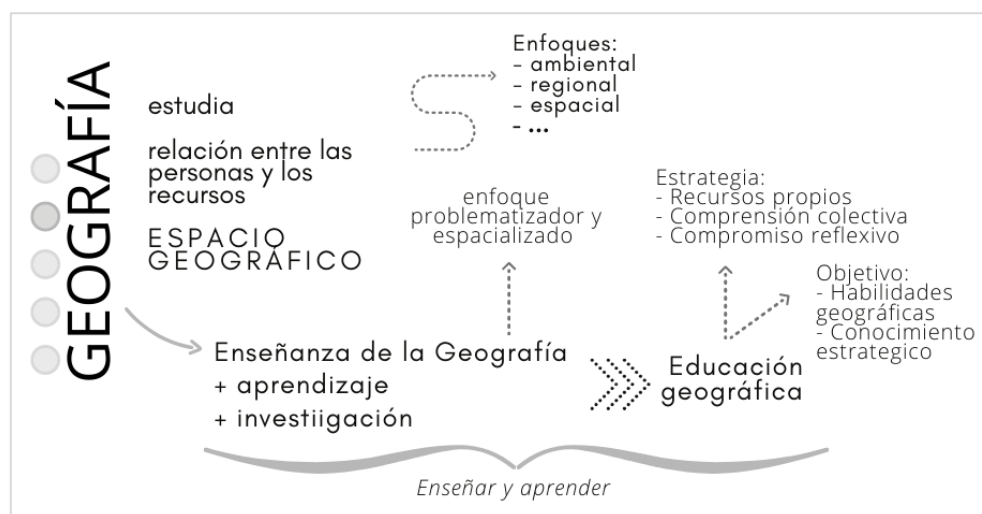 GEOGRAFÍA
estudia
relación entre las
personas y los
recursos
ESPACIO
GEOGRÁFICO
Enfoques:
- ambiental
- regional
- espacial
- ...
enfoque
problematizador y
espacializado
Estrategia:
- Recursos propios
- Comprensión colectiva
- Compromiso reflexivo
Objetivo:
- Habilidades
geográficas
- Conocimiento
estrategico
Enseñanza de la Geografía
+ aprendizaje
+ investiigación
Educación
geográfica
Enseñar y aprender